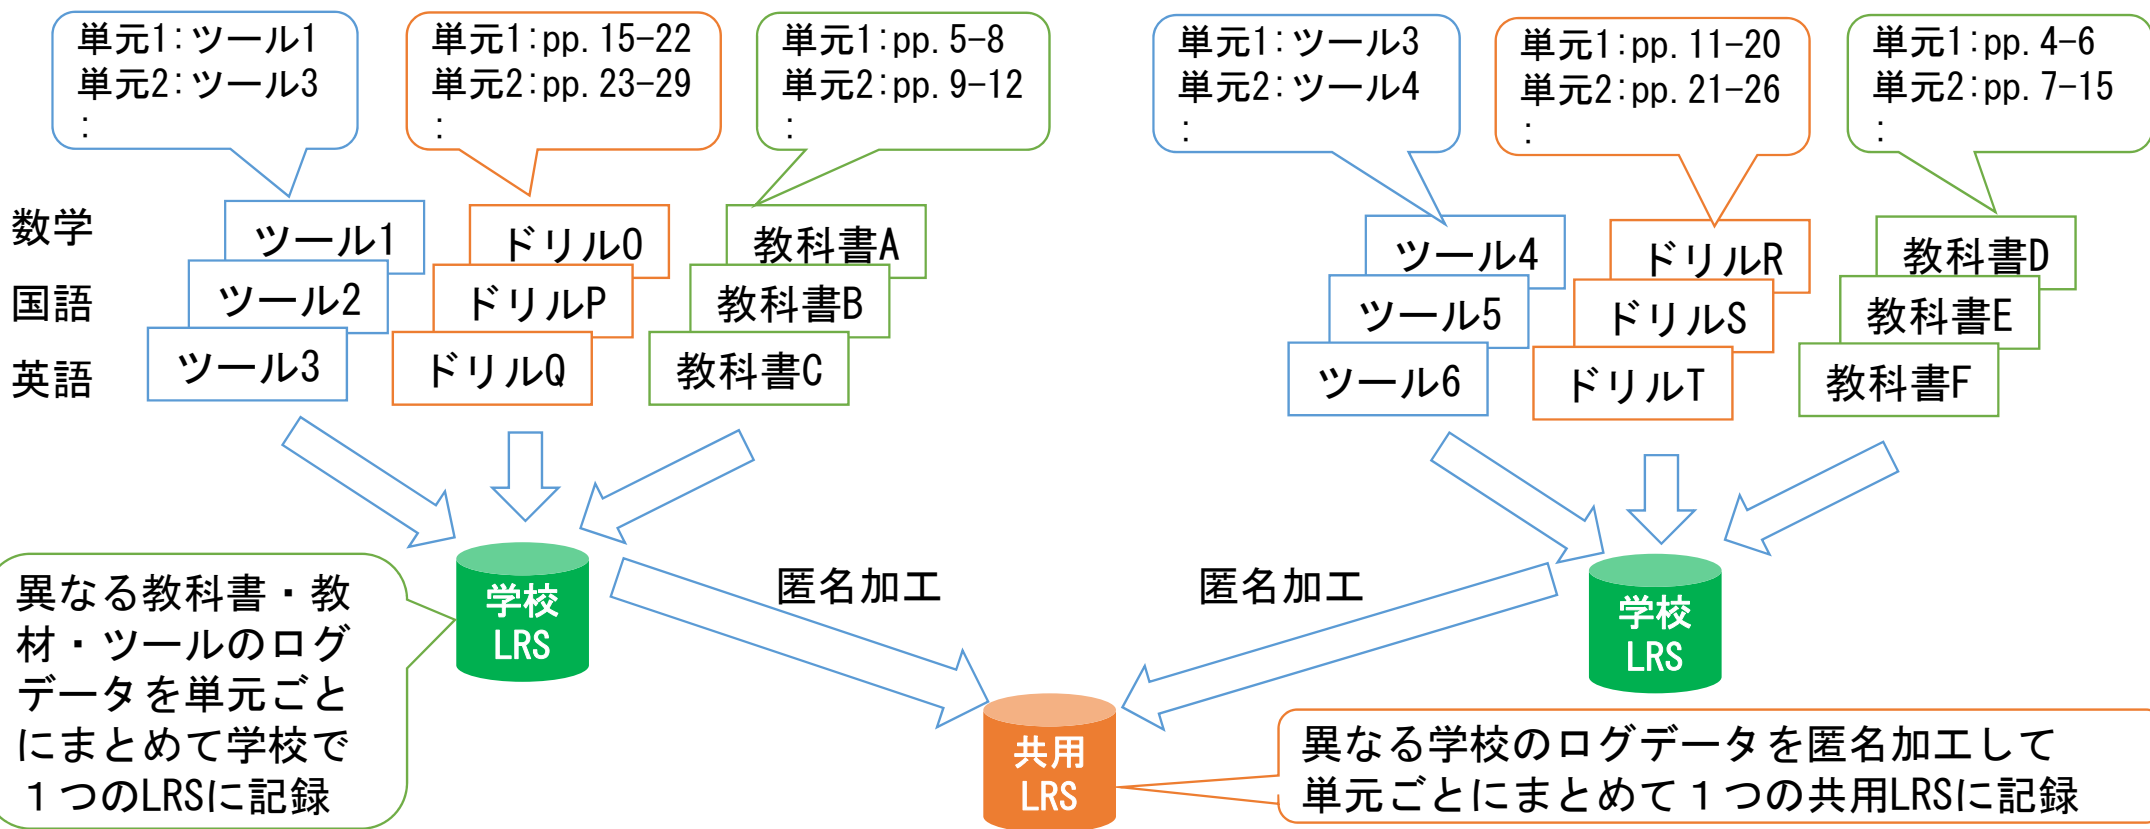 単元1:ツール1
単元2:ツール3
:
単元1:pp. 15-22
単元2:pp. 23-29
:
単元1:pp. 5-8
単元2:pp. 9-12
:
単元1:ツール3
単元2:ツール4
:
単元1:pp. 11-20
単元2:pp. 21-26
:
単元1:pp. 4-6
単元2:pp. 7-15
:
数学
国語
英語
ツール1
ツール2
ツール3
ドリルO
ドリルP
ドリルQ
教科書A
教科書B
教科書C
ツール4
ツール5
ツール6
ドリルR
ドリルS
ドリルT
教科書D
教科書E
教科書F
異なる教科書・教
材・ツールのログ
データを単元ごと
にまとめて学校で
１つのLRSに記録
学校
LRS
匿名加工
匿名加工
学校
LRS
共用
LRS
異なる学校のログデータを匿名加工して
単元ごとにまとめて１つの共用LRSに記録